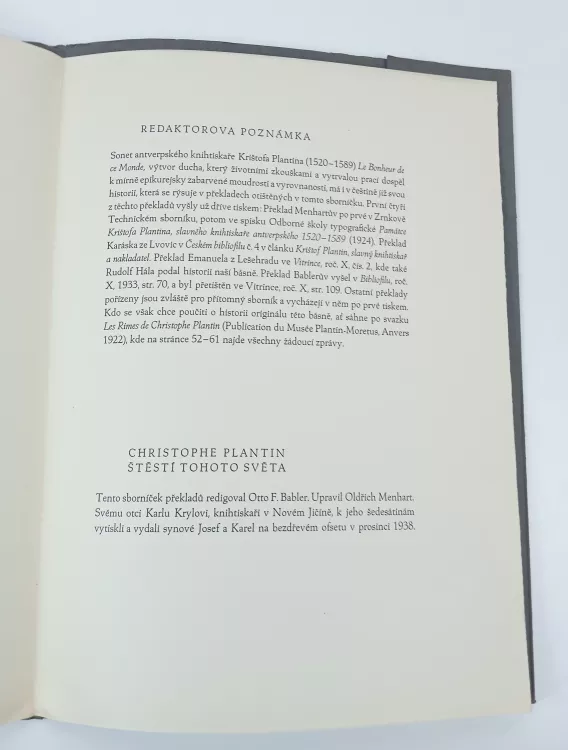 REDAKTOROVA POZNÁMKA
Sonet antverpského knihtiskaře Krištofa Plantina (1520–1589) Le Bonheur de
ce Monde, výtvor ducha, který životními zkouškami a vytrvalou prací dospěl
k mírně epikurejsky zabarvené moudrosti a vyrovnanosti, má i v češtině již svou
historii, která se rýsuje v překladech otištěných v tomto sborníčku. První čtyři
z těchto překladů vyšly už dříve tiskem: Překlad Menhartův po prvé v Zrnkově
Technickém sborníku, potom ve spisku Odborné školy typografické Památce
Krištofa Plantina, slavného knihtiskaře antverpského 1520–1589 (1924). Překlad
Karáska ze Lvovic v Českém bibliofilu č. 4 v článku Krištof Plantin, slavný knihtiskař
a nakladatel. Překlad Emanuela z Lešehradu ve Vitrince, roč. X, čís. 2, kde také
Rudolf Hála podal historii naší básně. Překlad Bablerův vyšel v Bibliofilu, roč.
X, 1933, str. 70, a byl přetištěn ve Vitrince, roč. X, str. 109. Ostatní překlady
pořízeny jsou zvláště pro přítomný sborník a vycházejí v něm po prvé tiskem.
Kdo se však chce poučiti o historii originálu této básně, ať sáhne po svazku
Les Rimes de Christophe Plantin (Publication du Musée Plantin-Moretus, Anvers
1922), kde na stránce 52–61 najde všechny žádoucí zprávy.
CHRISTOPHE PLANTIN
ŠTĚSTÍ TOHOTO SVĚTA
Tento sborníček překladů redigoval Otto F. Babler. Upravil Oldřich Menhart.
Svému otci Karlu Krylovi, knihtiskaři v Novém Jičíně, k jeho šedesátinám
vytiskli a vydali synové Josef a Karel na bezdřevém ofsetu v prosinci 1938.